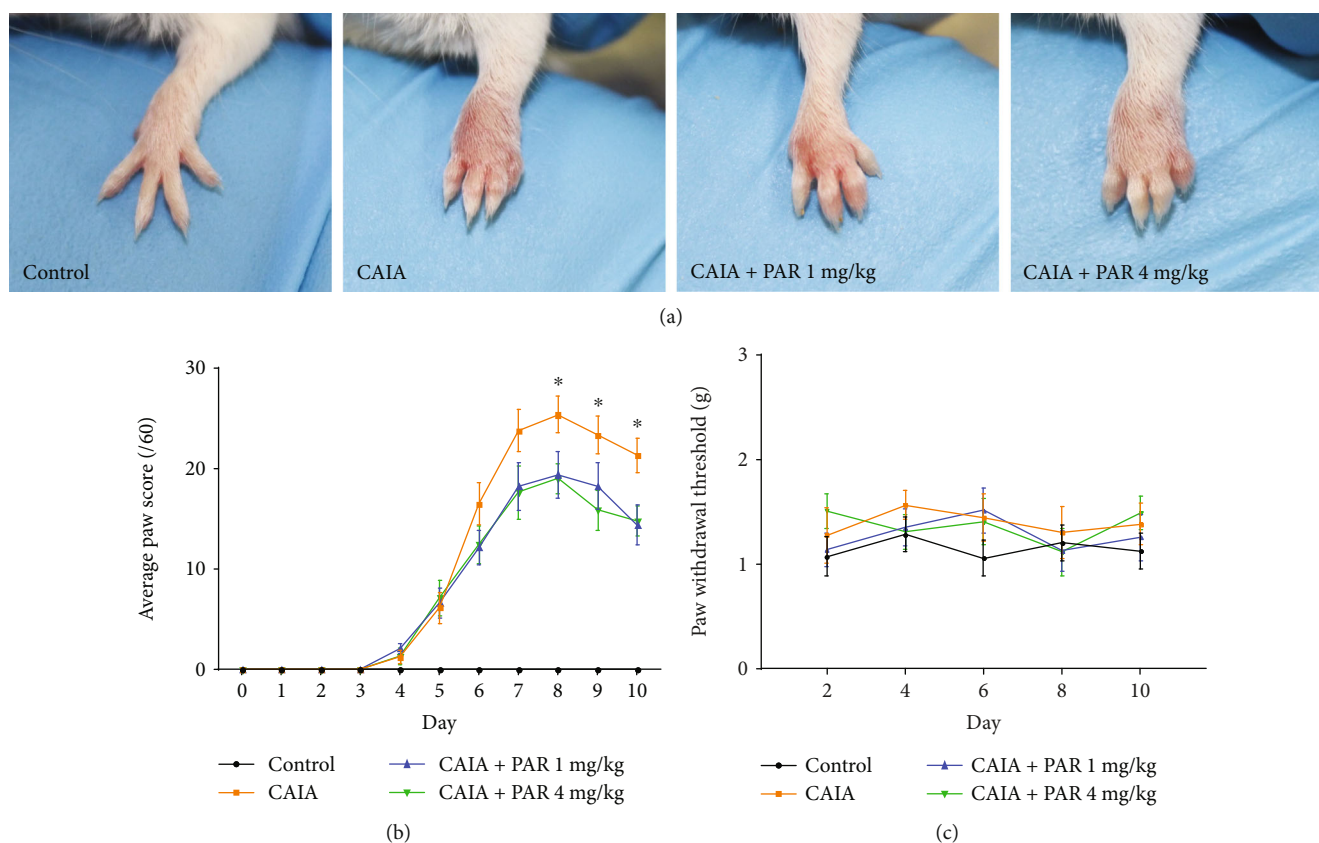 Control
CAIA
CAIA + PAR 1 mg/kg
CAIA + PAR 4 mg/kg
(a)
30
20
10
0
Average paw score (/60)
*
*
*
0 1 2 3 4 5 6 7 8 9 10
Day
Control
CAIA + PAR 1 mg/kg
CAIA
CAIA + PAR 4 mg/kg
(b)
3
2
1
0
Paw withdrawal threshold (g)
2 4 6 8 10
Day
Control
CAIA + PAR 1 mg/kg
CAIA
CAIA + PAR 4 mg/kg
(c)